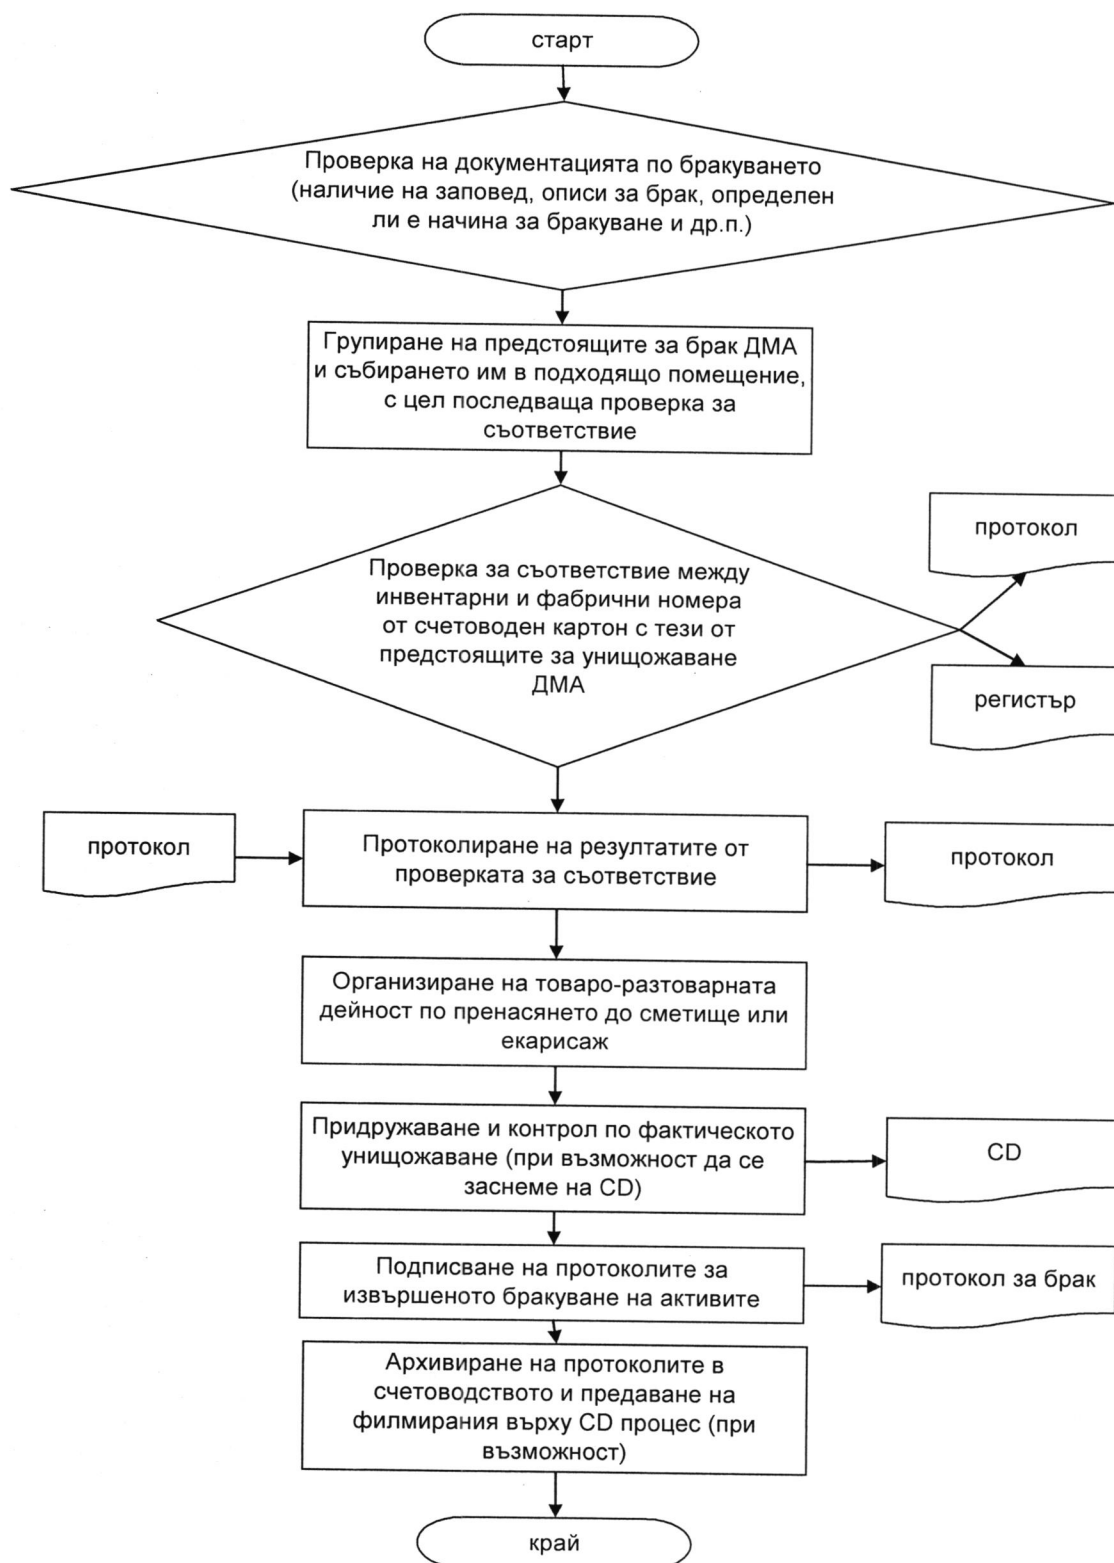 старт
Проверка на документацията по бракуването
(наличие на заповед, описи за брак, определен
ли е начина за бракуване и др.п.)
Групиране на предстоящите за брак ДМА
и събирането им в подходящо помещение,
с цел последваща проверка за
съответствие
Проверка за съответствие между
инвентарни и фабрични номера
от счетоводен картон с тези от
предстоящите за унищожаване
ДМА
протокол
регистър
протокол
Протоколиране на резултатите от
проверката за съответствие
протокол
Организиране на товаро-разтоварната
дейност по пренасянето до сметище или
екарисаж
Придружаване и контрол по фактическото
унищожаване (при възможност да се
заснеме на CD)
CD
Подписване на протоколите за
извършеното бракуване на активите
протокол за брак
Архивиране на протоколите в
счетоводството и предаване на
филмирания върху CD процес (при
възможност)
край